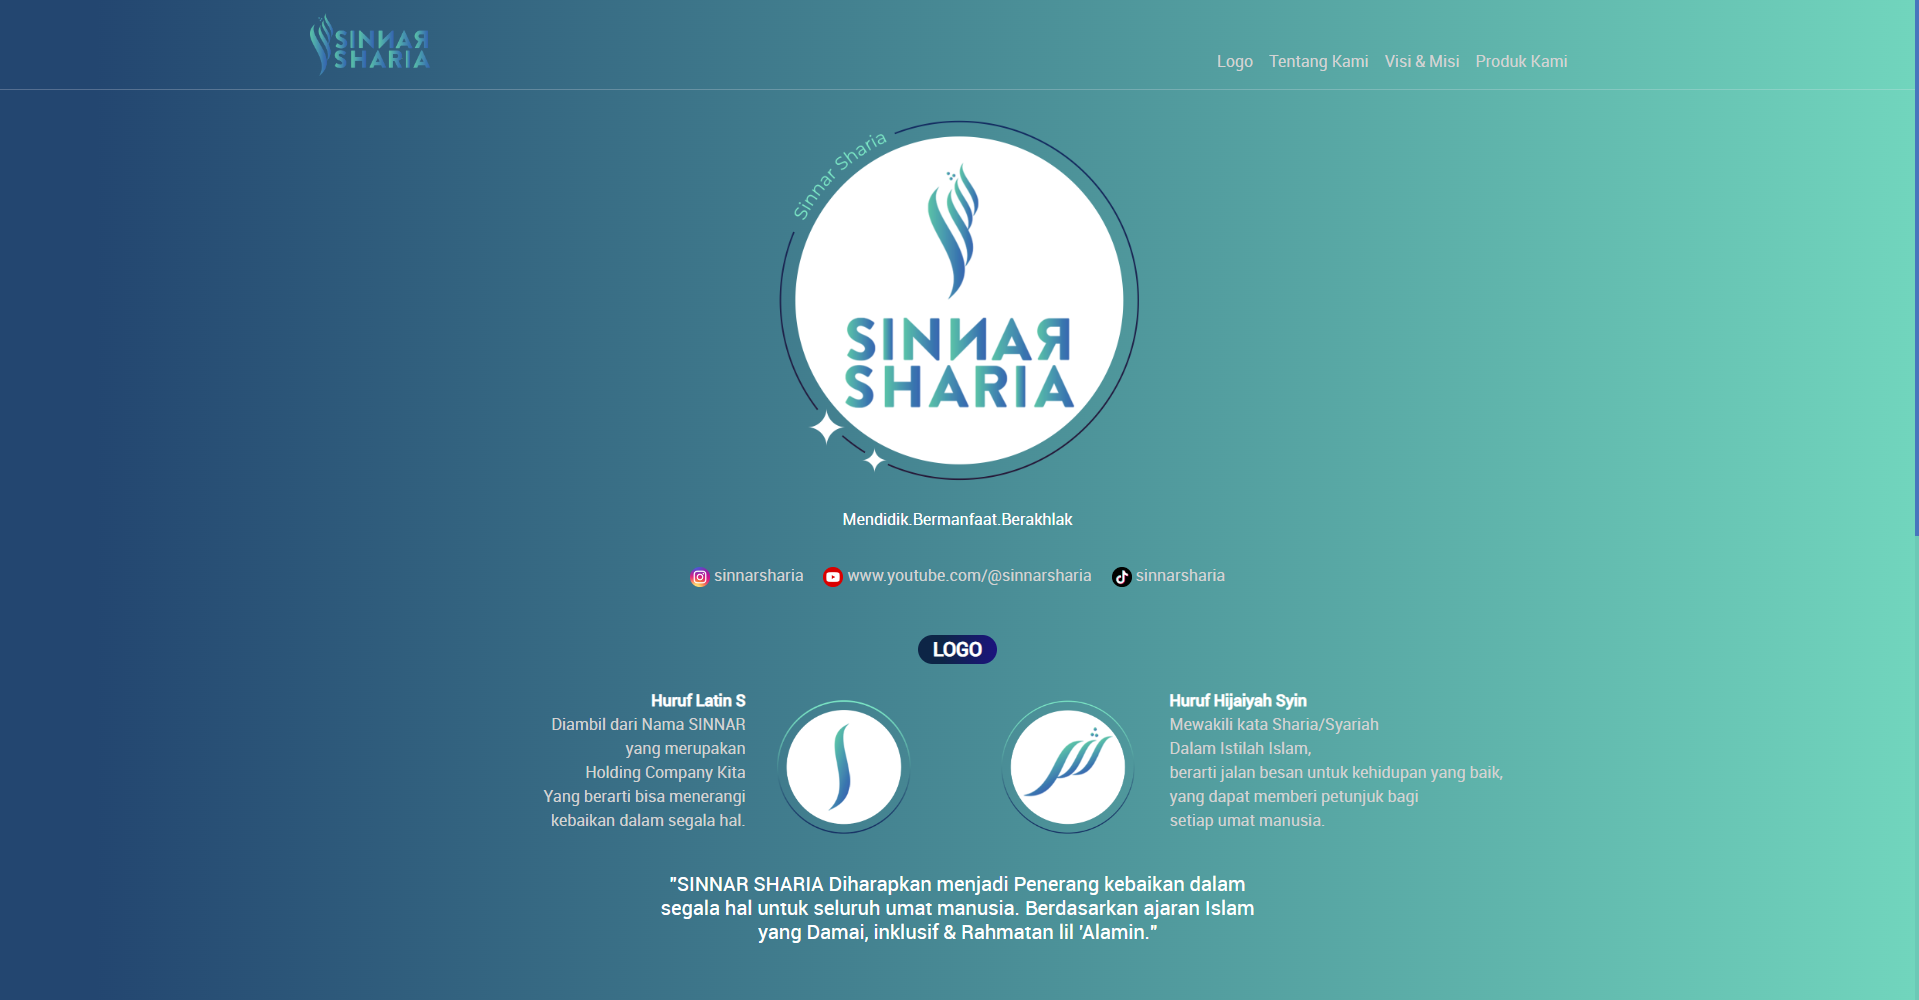 SINNAR
SHARIA
Logo Tentang Kami Visi & Misi Produk Kami
Sinnar Sharia
SINNAR
SHARIA
Mendidik.Bermanfaat.Berakhlak
sinnarsharia www.youtube.com/@sinnarsharia sinnarsharia
LOGO
Huruf Latin S
Diambil dari Nama SINNAR
yang merupakan
Holding Company Kita
Yang berarti bisa menerangi
kebaikan dalam segala hal.
Huruf Hijaiyah Syin
Mewakili kata Sharia/Syariah
Dalam Istilah Islam,
berarti jalan besan untuk kehidupan yang baik,
yang dapat memberi petunjuk bagi
setiap umat manusia.
"SINNAR SHARIA Diharapkan menjadi Penerang kebaikan dalam
segala hal untuk seluruh umat manusia. Berdasarkan ajaran Islam
yang Damai, inklusif & Rahmatan lil 'Alamin."